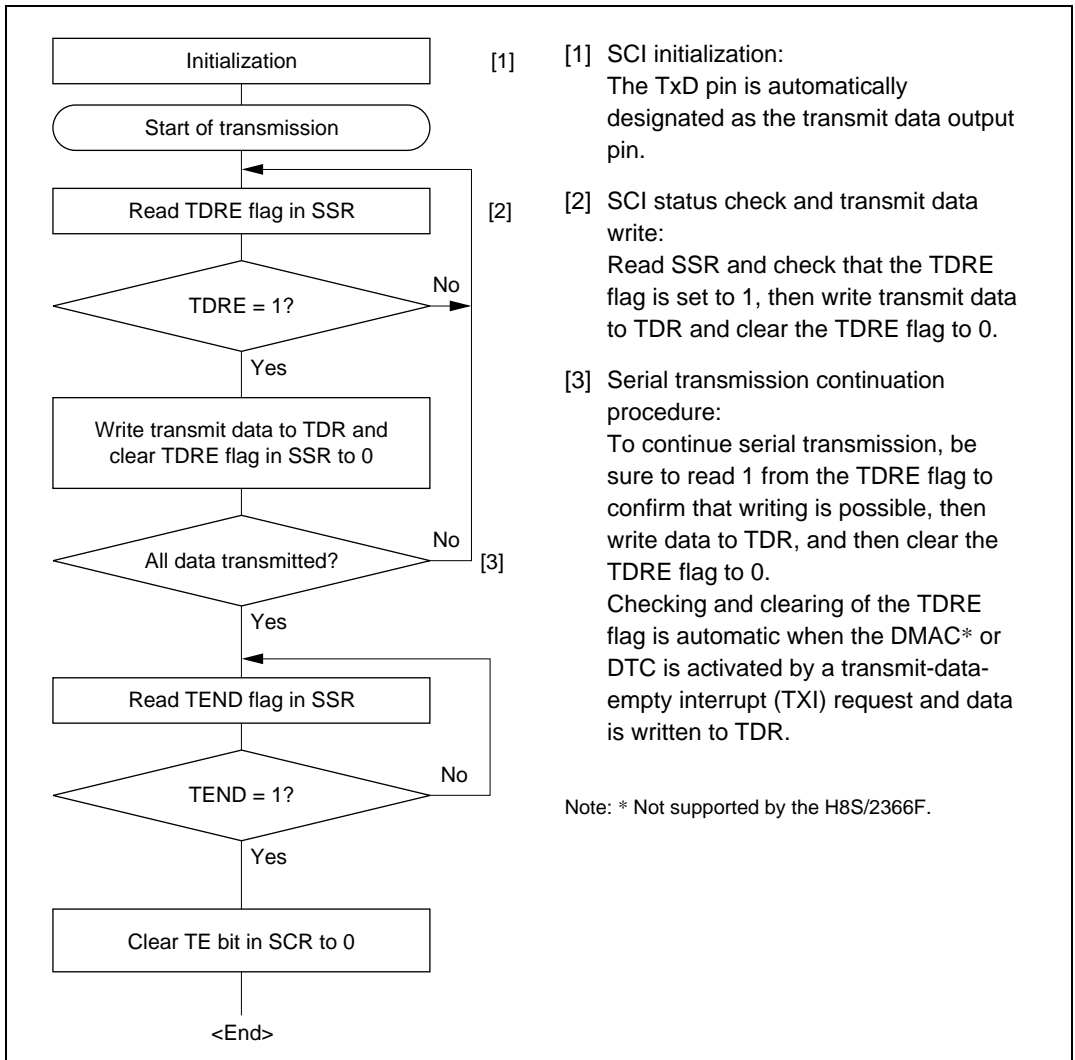 Initialization
[1]
Start of transmission
Read TDRE flag in SSR
[2]
No
TDRE = 1?
Yes
Write transmit data to TDR and
clear TDRE flag in SSR to 0
No
All data transmitted?
[3]
Yes
Read TEND flag in SSR
No
TEND = 1?
Yes
Clear TE bit in SCR to 0
<End>
[1] SCI initialization:
The TxD pin is automatically
designated as the transmit data output
pin.
[2] SCI status check and transmit data
write:
Read SSR and check that the TDRE
flag is set to 1, then write transmit data
to TDR and clear the TDRE flag to 0.
[3] Serial transmission continuation
procedure:
To continue serial transmission, be
sure to read 1 from the TDRE flag to
confirm that writing is possible, then
write data to TDR, and then clear the
TDRE flag to 0.
Checking and clearing of the TDRE
flag is automatic when the DMAC* or
DTC is activated by a transmit-data-
empty interrupt (TXI) request and data
is written to TDR.
Note: * Not supported by the H8S/2366F.